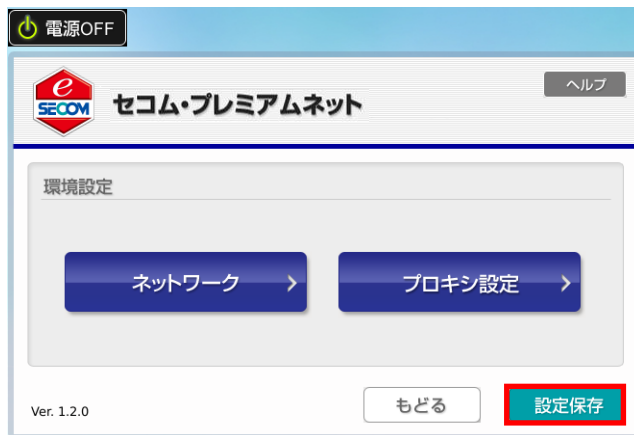 電源OFF
e
SECOM
セコム・プレミアムネット
ヘルプ
環境設定
ネットワーク
プロキシ設定
Ver. 1.2.0
もどる
設定保存